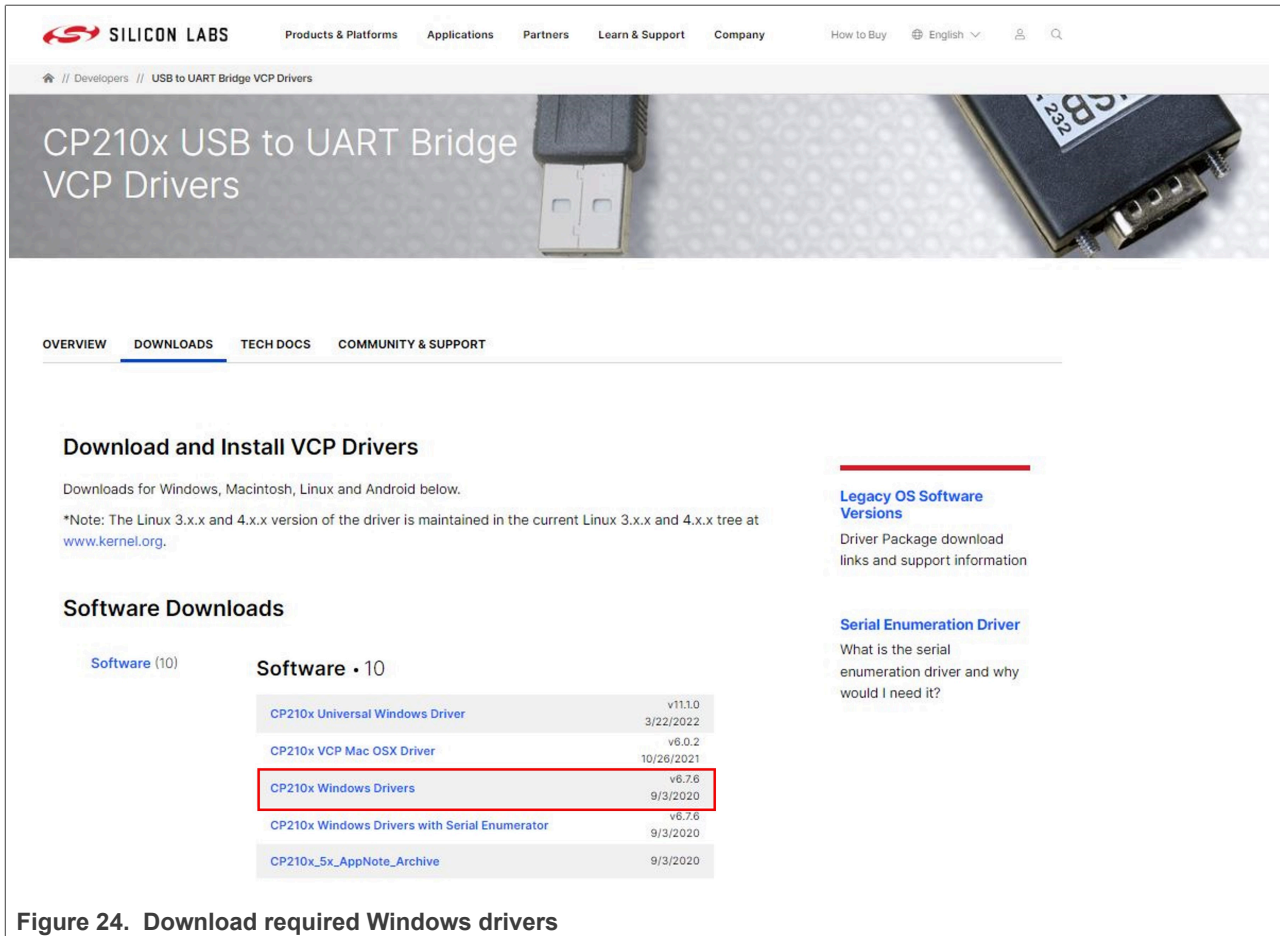 SILICON LABS
Products & Platforms Applications Partners Learn & Support Company How to Buy English
// Developers // USB to UART Bridge VCP Drivers
CP210x USB to UART Bridge
VCP Drivers
232
OVERVIEW DOWNLOADS TECH DOCS COMMUNITY & SUPPORT
Download and Install VCP Drivers
Downloads for Windows, Macintosh, Linux and Android below.
*Note: The Linux 3.x.x and 4.x.x version of the driver is maintained in the current Linux 3.x.x and 4.x.x tree at
www.kernel.org.
Legacy OS Software
Versions
Driver Package download
links and support information
Serial Enumeration Driver
What is the serial
enumeration driver and why
would I need it?
Software Downloads
Software (10)
Software • 10
CP210x Universal Windows Driver v11.1.0
3/22/2022
CP210x VCP Mac OSX Driver v6.0.2
10/26/2021
CP210x Windows Drivers v6.7.6
9/3/2020
CP210x Windows Drivers with Serial Enumerator v6.7.6
9/3/2020
CP210x_5x_AppNote_Archive 9/3/2020
Figure 24. Download required Windows drivers